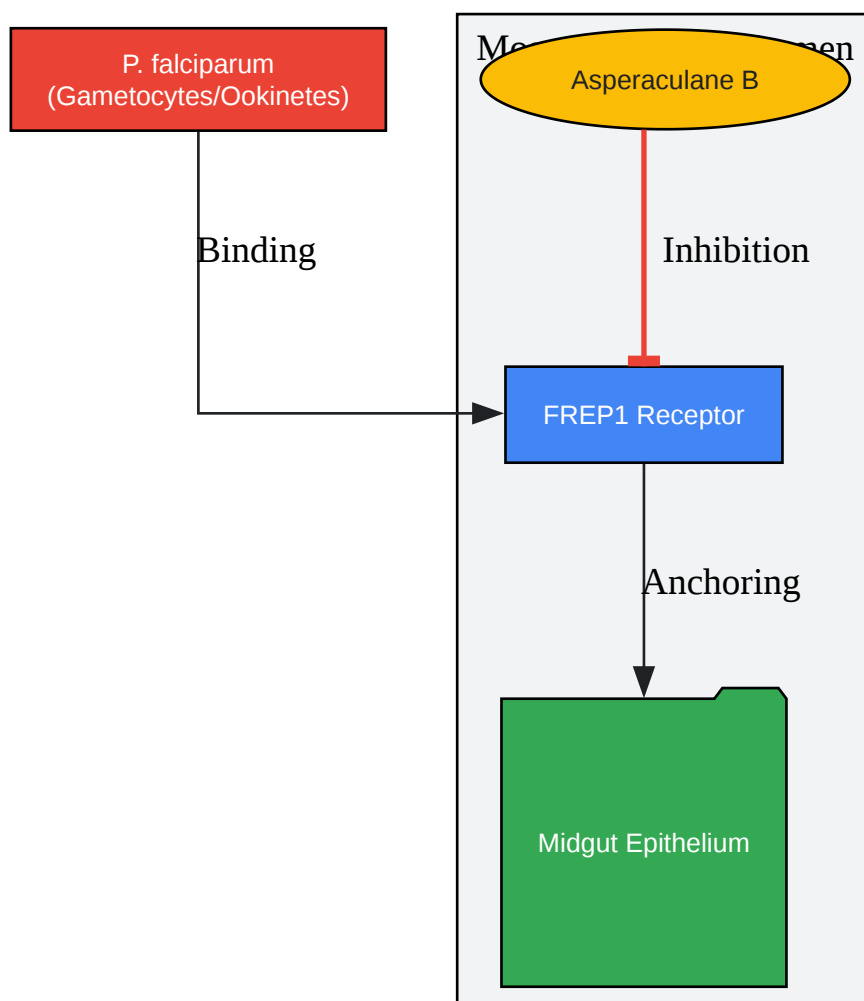 P. falciparum
(Gametocytes/Ookinetes)
Asperaculane B
Binding
Inhibition
FREP1 Receptor
Anchoring
Midgut Epithelium